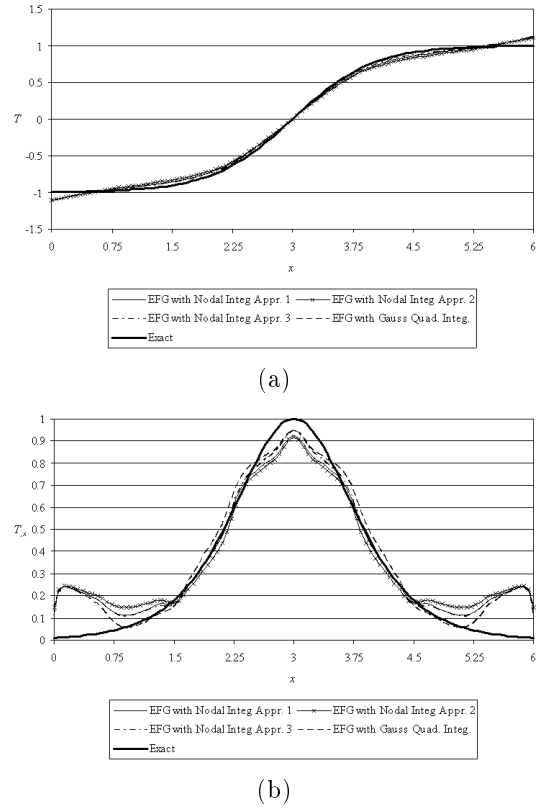 1.5
1
0.5
T 0
-0.5
-1
-1.5
0 0.75 1.5 2.25 3 3.75 4.5 5.25 6
x
EFG with Nodal Integ Appr. 1 EFG with Nodal Integ Appr. 2
EFG with Nodal Integ Appr. 3 EFG with Gauss Quad. Integ.
Exact
(a)
1
0.9
0.8
0.7
0.6
T,x 0.5
0.4
0.3
0.2
0.1
0
0 0.75 1.5 2.25 3 3.75 4.5 5.25 6
x
EFG with Nodal Integ Appr. 1 EFG with Nodal Integ Appr. 2
EFG with Nodal Integ Appr. 3 EFG with Gauss Quad. Integ.
Exact
(b)